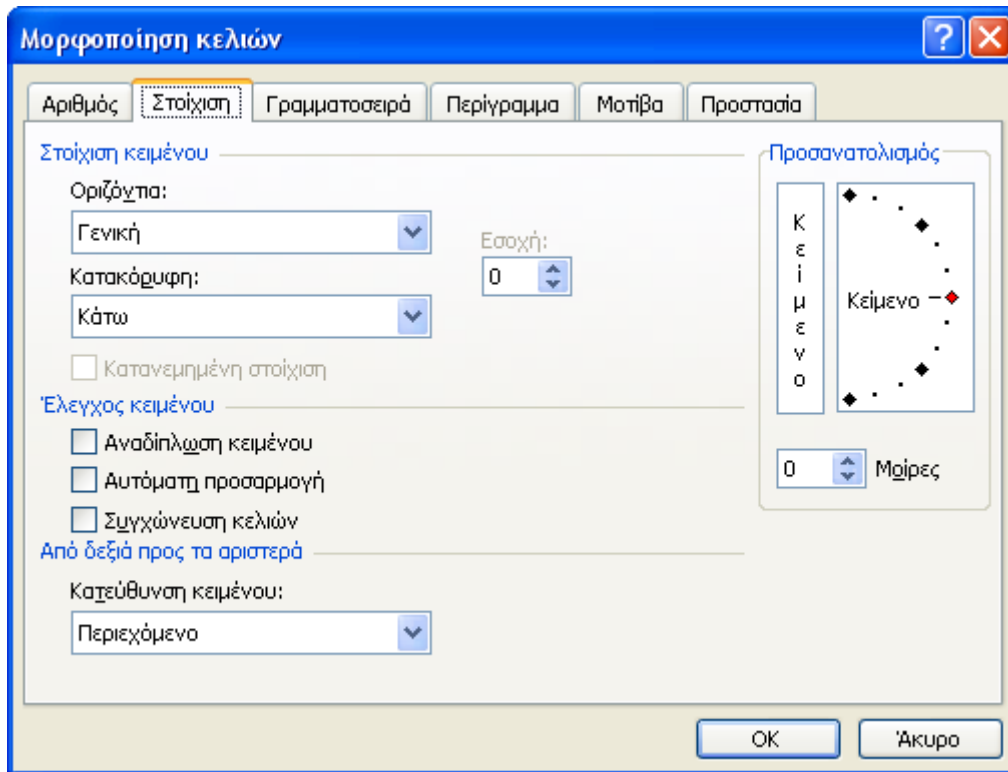 Μορφοποίηση κελιών
Αριθμός Στοίχιση Γραμματοσειρά Περίγραμμα Μοτίβα Προστασία
Στοίχιση κειμένου
Οριζόντια:
Γενική
Εσοχή:
0
Κατακόρυφη:
Κάτω
Κατανεμημένη στοίχιση
Έλεγχος κειμένου
Αναδίπλωση κειμένου
Αυτόματη προσαρμογή
Συγχώνευση κελιών
Από δεξιά προς τα αριστερά
Κατεύθυνση κειμένου:
Περιεχόμενο
Προσανατολισμός
Κείμενο
Κείμενο
0 Μοίρες
OK Άκυρο